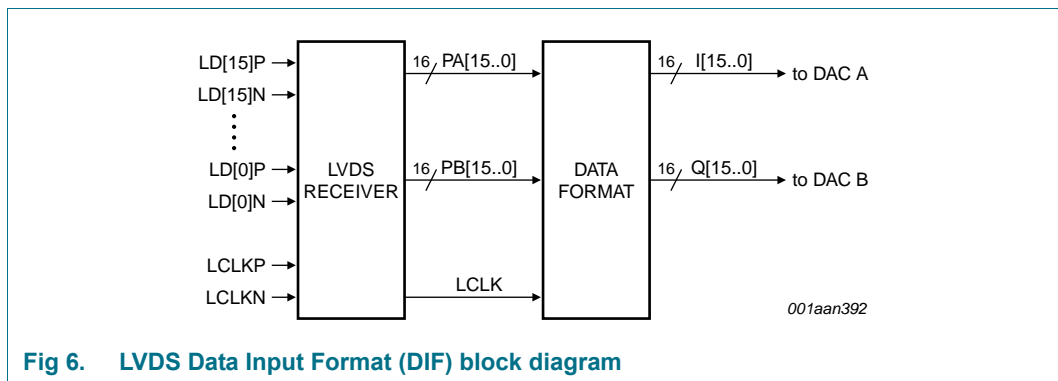 LD[15]P
LD[15]N
LD[0]P
LD[0]N
LCLKP
LCLKN
LVDS
RECEIVER
16 PA[15..0]
16 PB[15..0]
LCLK
DATA
FORMAT
16 I[15..0]
to DAC A
16 Q[15..0]
to DAC B
001aan392
Fig 6. LVDS Data Input Format (DIF) block diagram